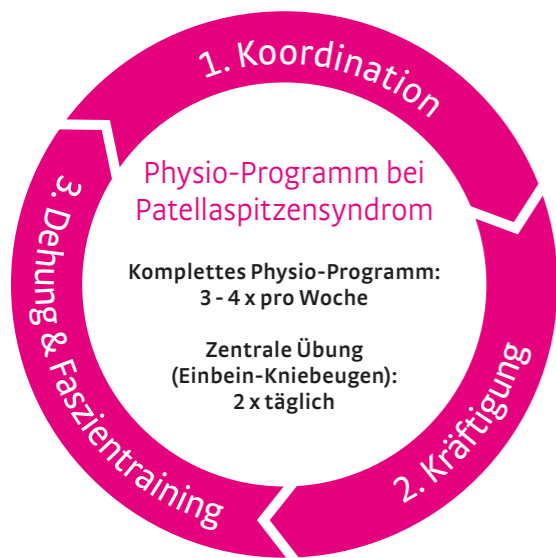 1. Koordination
Physio-Programm bei
Patellaspitzensyndrom
Komplettes Physio-Programm:
3 - 4 x pro Woche
Zentrale Übung
(Einbein-Kniebeugen):
2 x täglich
2. Kräftigung
3. Dehung & Faszientraining